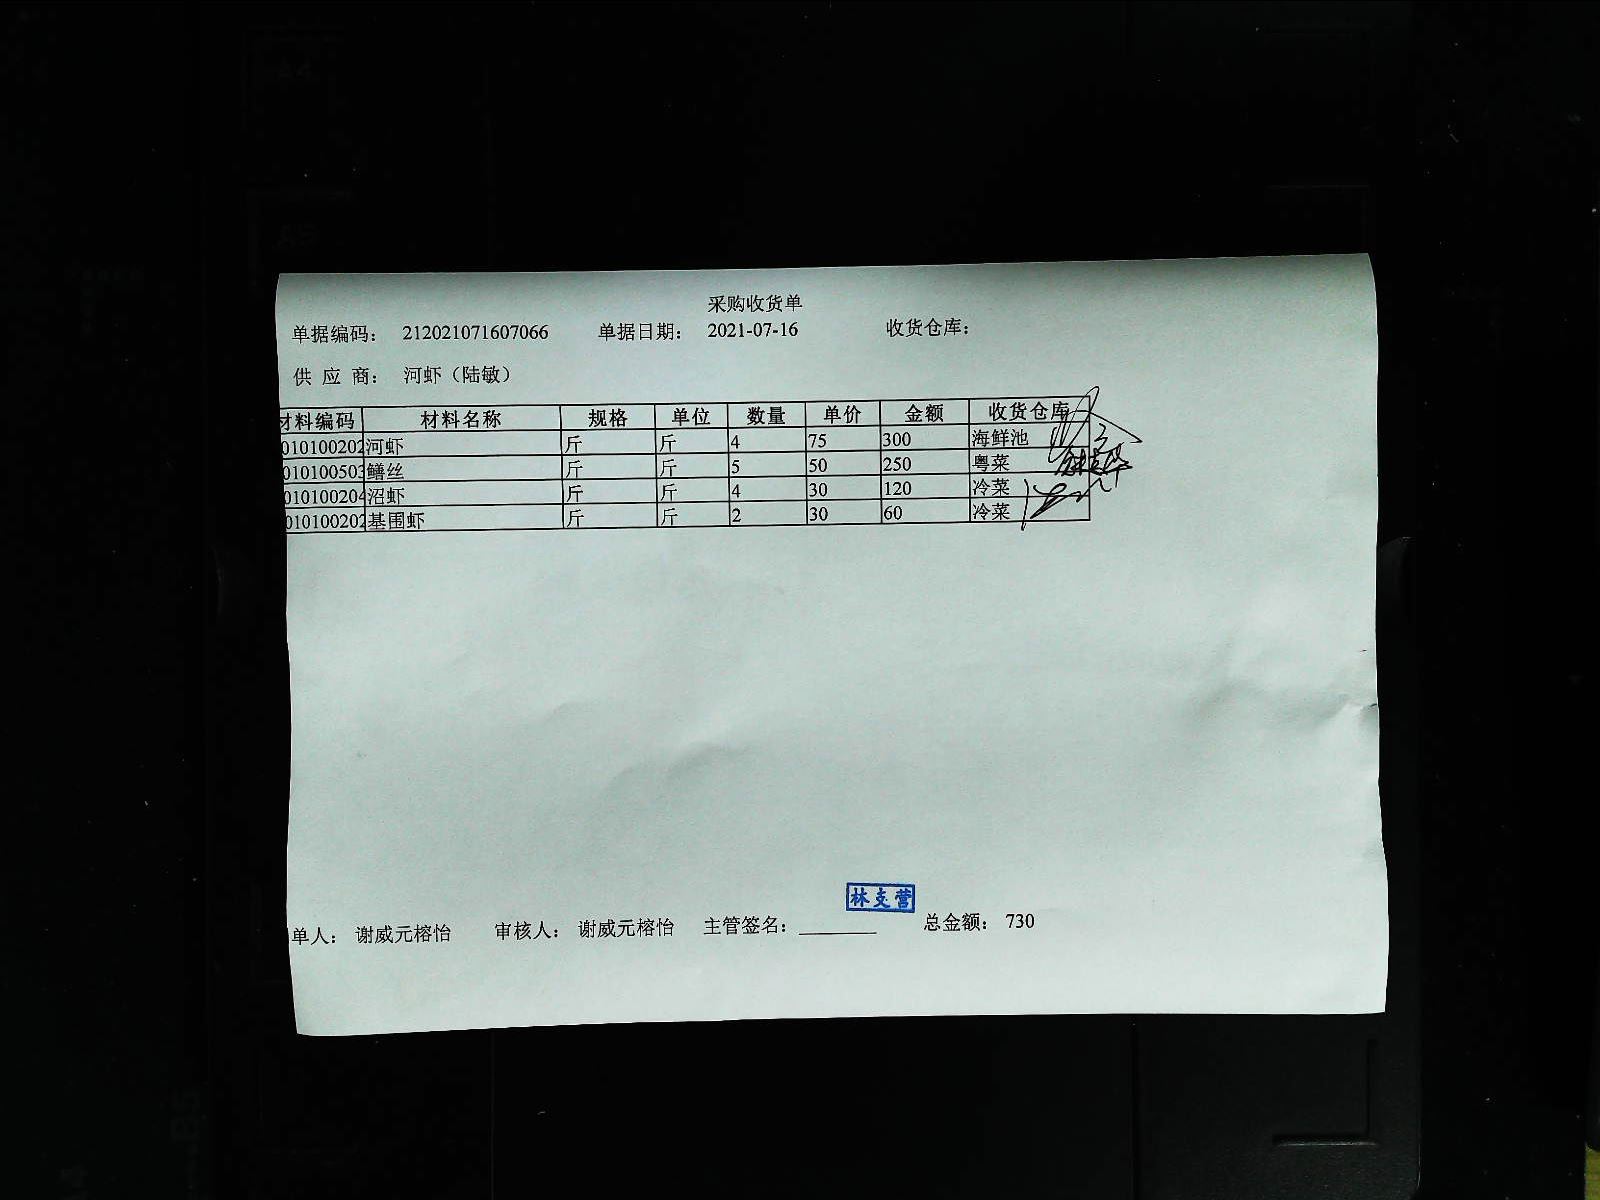 采购收货单
单据编码： 212021071607066 单据日期： 2021-07-16 收货仓库：
供 应 商： 河虾（陆敏）
材料编码 材料名称 规格 单位 数量 单价 金额 收货仓库
010100202 河虾 斤 斤 4 75 300 海鲜池
010100503 鳝丝 斤 斤 5 50 250 粤菜
010100204 沼虾 斤 斤 4 30 120 冷菜
010100202 基围虾 斤 斤 2 30 60 冷菜
林支营
单人： 谢威元榕怡 审核人： 谢威元榕怡 主管签名： 总金额： 730